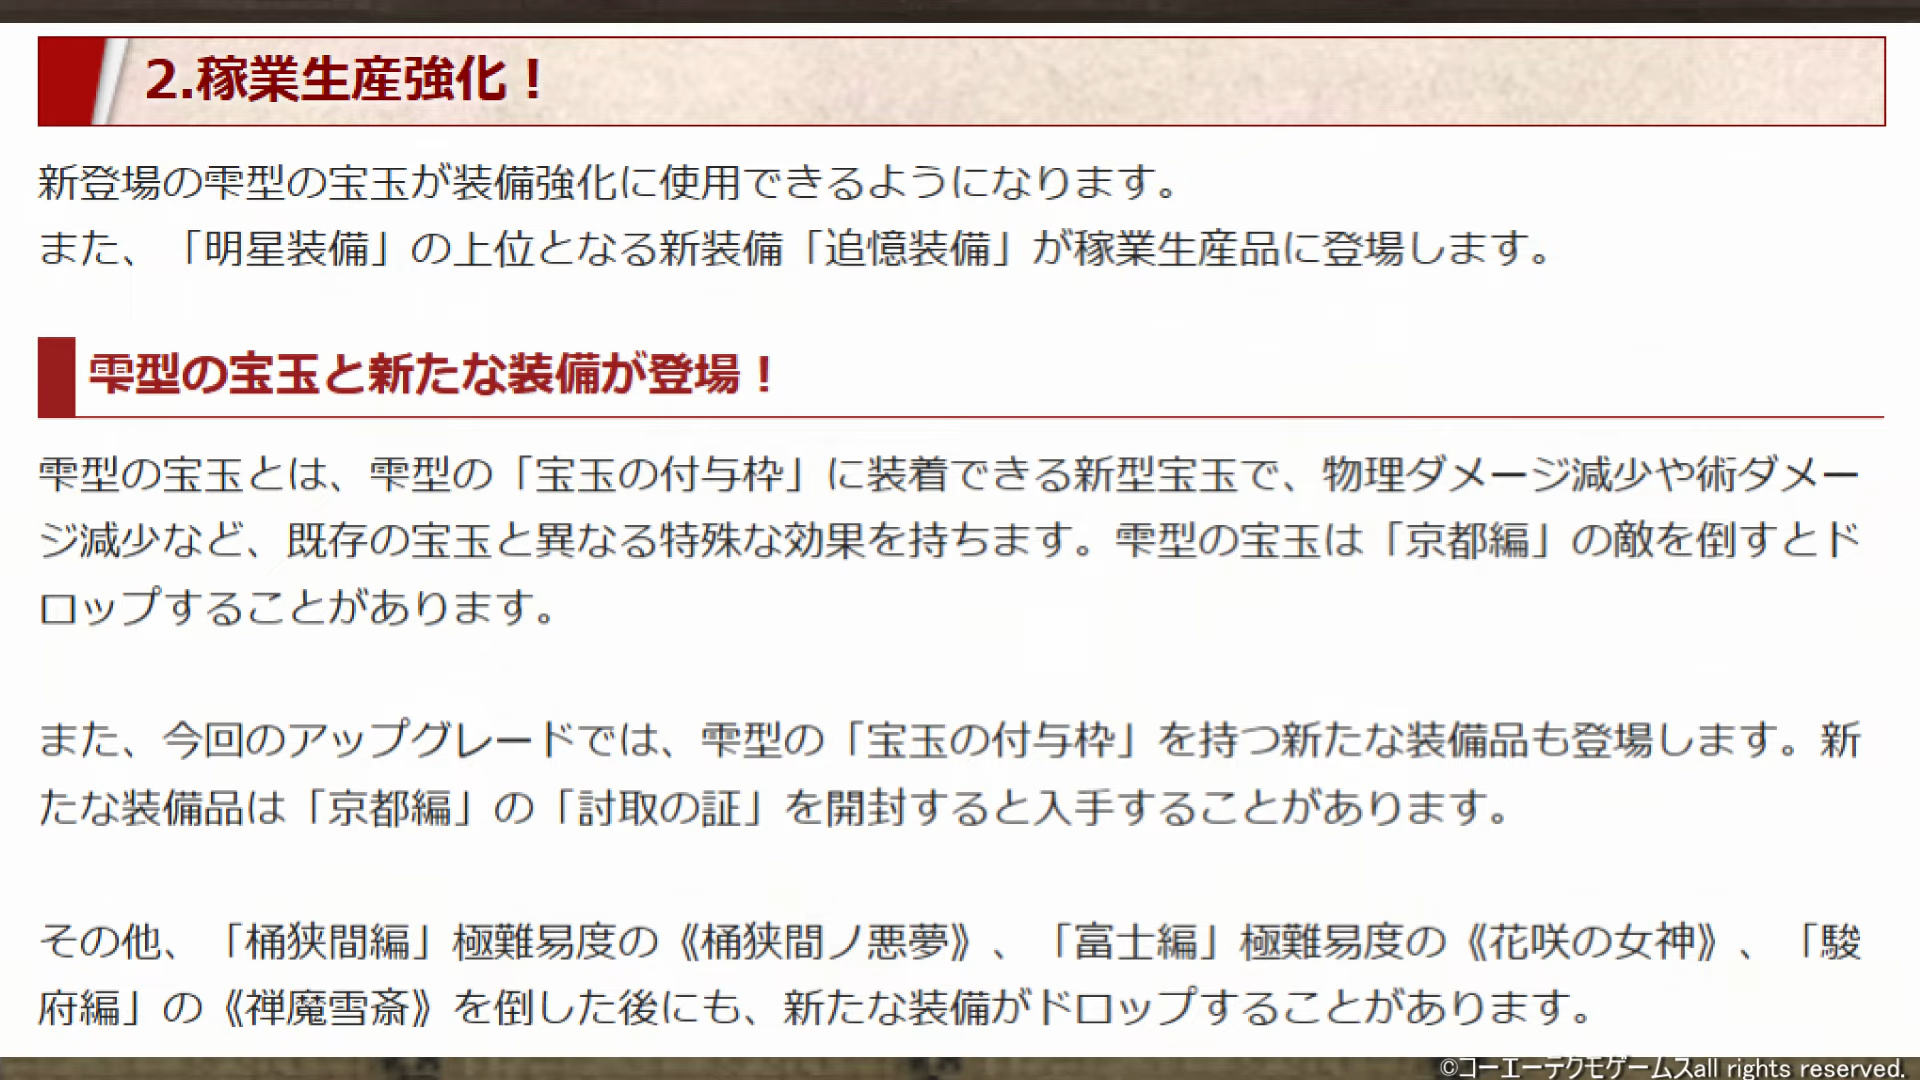 2.稼業生産強化！
新登場の雫型の宝玉が装備強化に使用できるようになります。
また、「明星装備」の上位となる新装備「追憶装備」が稼業生産品に登場します。
雫型の宝玉と新たな装備が登場！
雫型の宝玉とは、雫型の「宝玉の付与枠」に装着できる新型宝玉で、物理ダメージ減少や術ダメー
ジ減少など、既存の宝玉と異なる特殊な効果を持ちます。雫型の宝玉は「京都編」の敵を倒すとド
ロップすることがあります。
また、今回のアップグレードでは、雫型の「宝玉の付与枠」を持つ新たな装備品も登場します。新
たな装備品は「京都編」の「討取の証」を開封すると入手することがあります。
その他、「桶狭間編」極難易度の《桶狭間ノ悪夢》、「富士編」極難易度の《花咲の女神》、「駿
府編」の《禅魔雪斎》を倒した後にも、新たな装備がドロップすることがあります。
©コーエーテクモゲームスall rights reserved.